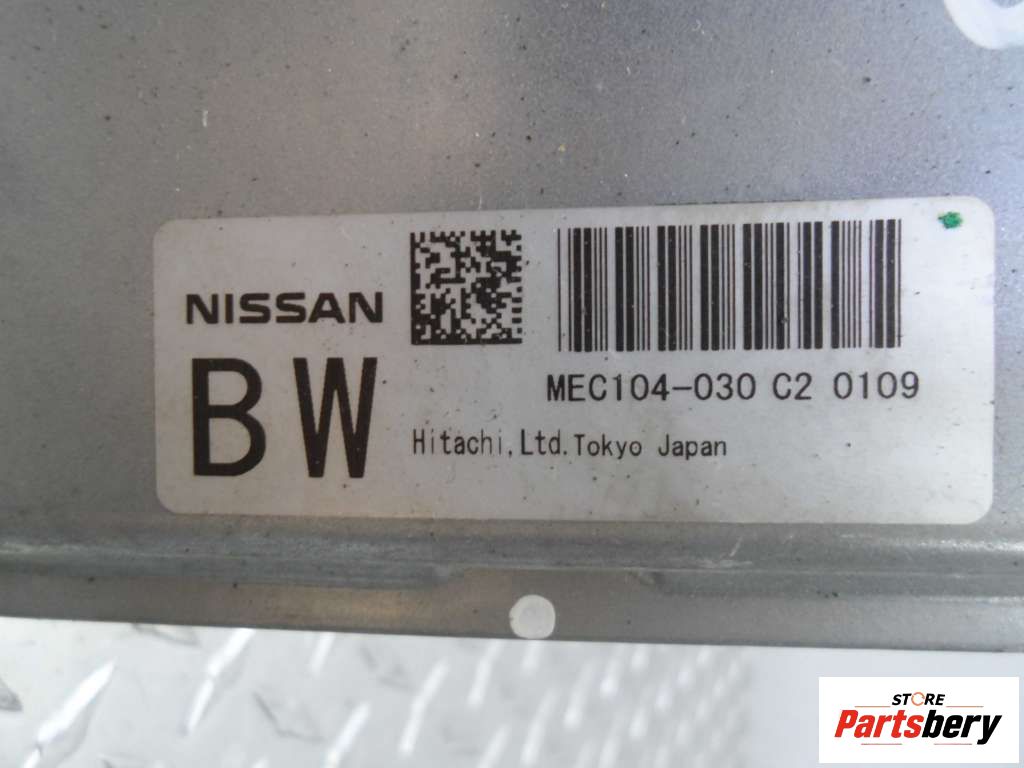 NISSAN
BW
MEC104-030 C2 0109
Hitachi,Ltd.Tokyo Japan
STORE
Partsbery